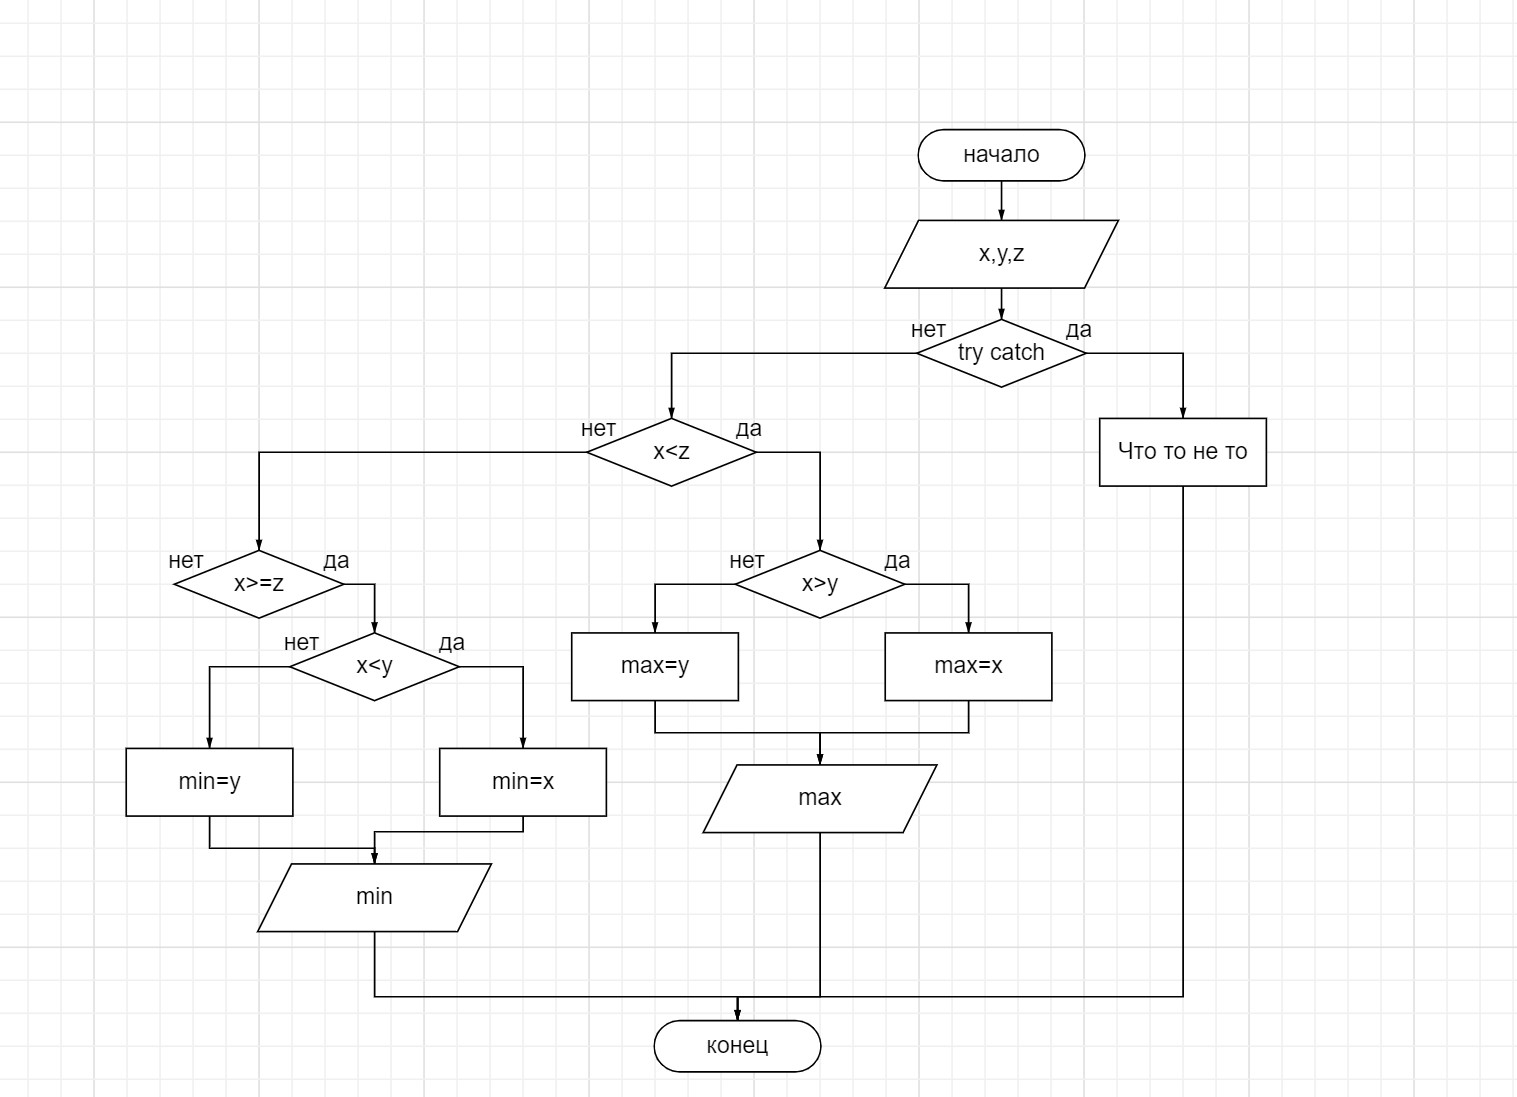 начало
x,y,z
нет
да
try catch
нет
да
x<z
Что то не то
нет
да
x>=z
нет
да
x>y
нет
да
x<y
max=y
max=x
min=y
min=x
max
min
конец